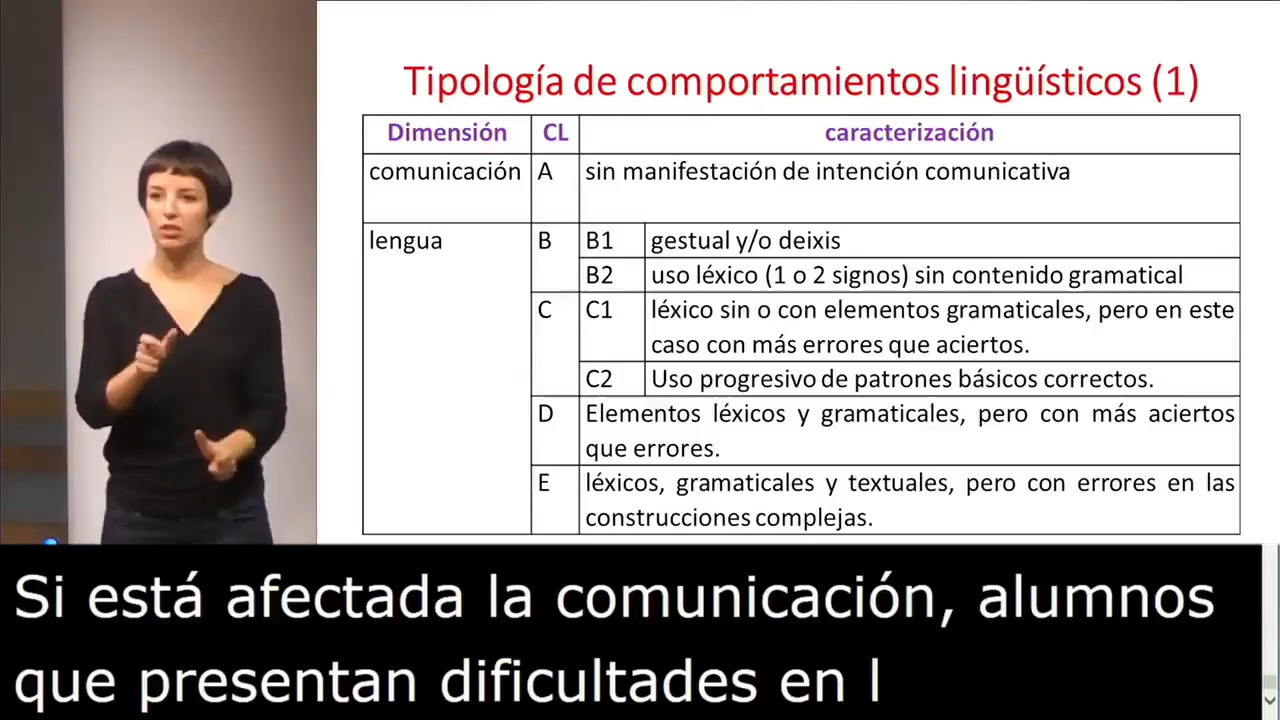 Tipología de comportamientos lingüísticos (1)
Dimensión CL caracterización
comunicación A sin manifestación de intención comunicativa
lengua B B1 gestual y/o deixis
B2 uso léxico (1 o 2 signos) sin contenido gramatical
C C1 léxico sin o con elementos gramaticales, pero en este
caso con más errores que aciertos.
C2 Uso progresivo de patrones básicos correctos.
D Elementos léxicos y gramaticales, pero con más aciertos
que errores.
E léxicos, gramaticales y textuales, pero con errores en las
construcciones complejas.
Si está afectada la comunicación, alumnos
que presentan dificultades en l